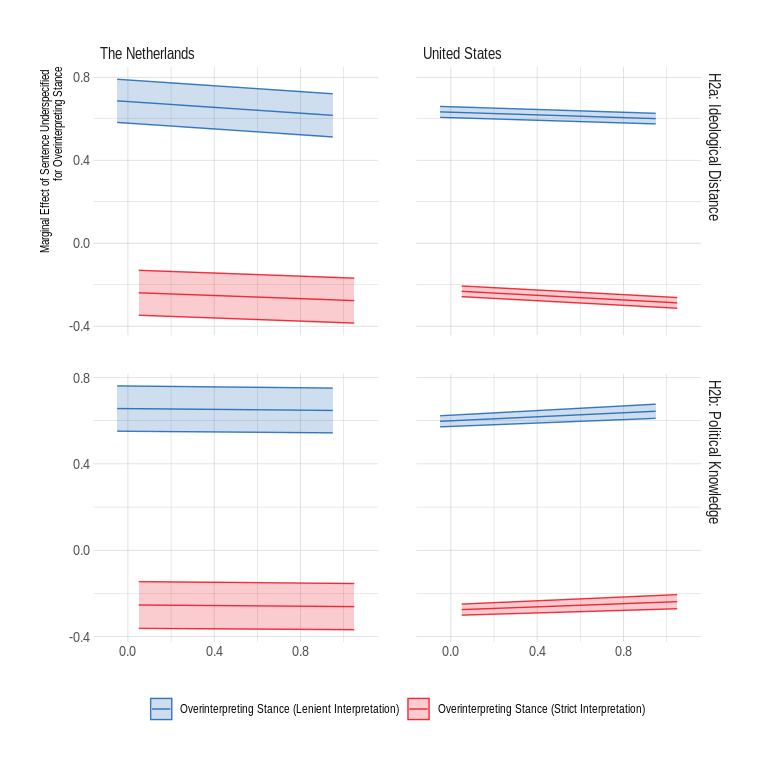 The Netherlands
United States
Marginal Effect of Sentence Underspecified
for Overinterpreting Stance
0.8
0.4
0.0
-0.4
H2a: Ideological Distance
0.8
0.4
0.0
-0.4
H2b: Political Knowledge
0.0 0.4 0.8
0.0 0.4 0.8
Overinterpreting Stance (Lenient Interpretation)
Overinterpreting Stance (Strict Interpretation)